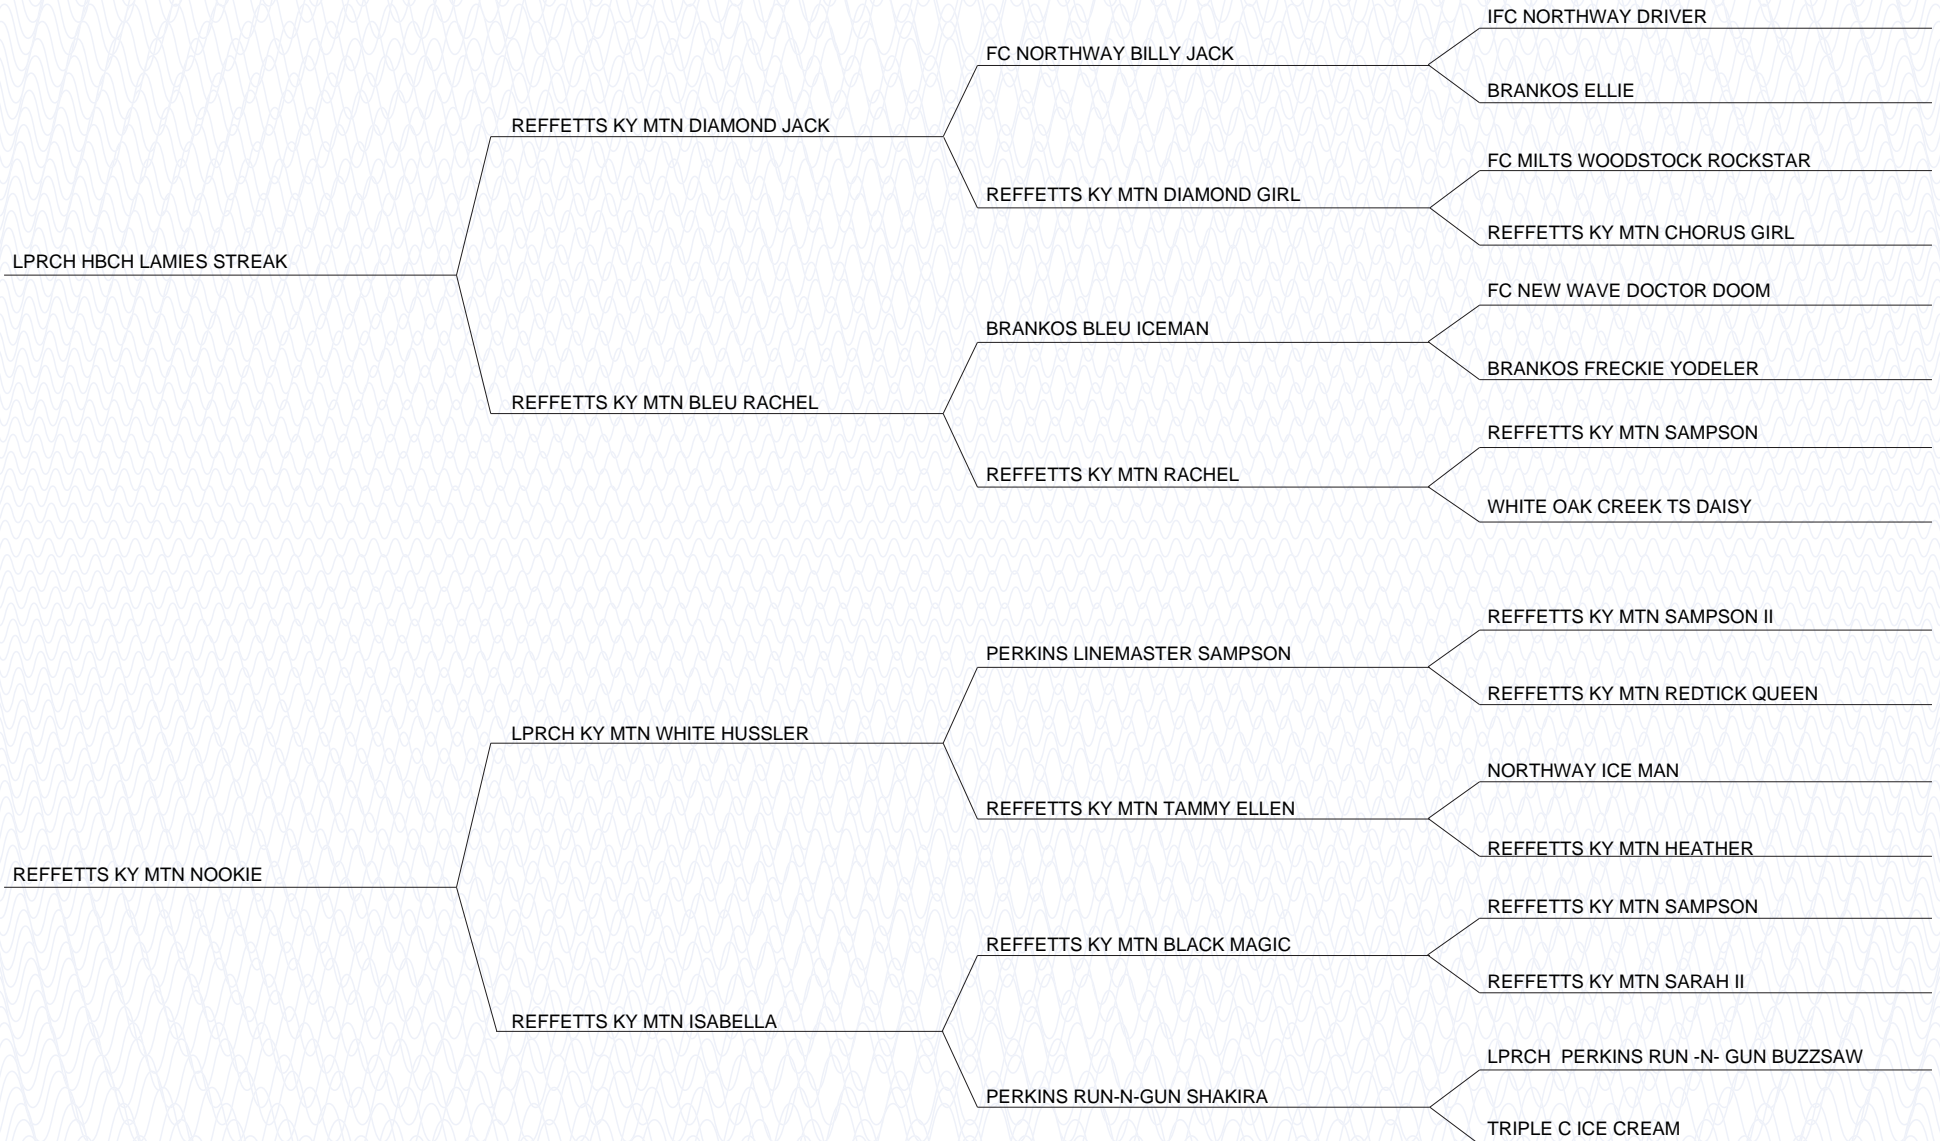 IFC NORTHWAY DRIVER
FC NORTHWAY BILLY JACK
BRANKOS ELLIE
REFFETTS KY MTN DIAMOND JACK
FC MILTS WOODSTOCK ROCKSTAR
REFFETTS KY MTN DIAMOND GIRL
REFFETTS KY MTN CHORUS GIRL
LPRCH HBCH LAMIES STREAK
FC NEW WAVE DOCTOR DOOM
BRANKOS BLEU ICEMAN
BRANKOS FRECKIE YODELER
REFFETTS KY MTN BLEU RACHEL
REFFETTS KY MTN SAMPSON
REFFETTS KY MTN RACHEL
WHITE OAK CREEK TS DAISY
REFFETTS KY MTN SAMPSON II
PERKINS LINEMASTER SAMPSON
REFFETTS KY MTN REDTICK QUEEN
LPRCH KY MTN WHITE HUSSLER
NORTHWAY ICE MAN
REFFETTS KY MTN TAMMY ELLEN
REFFETTS KY MTN HEATHER
REFFETTS KY MTN NOOKIE
REFFETTS KY MTN SAMPSON
REFFETTS KY MTN BLACK MAGIC
REFFETTS KY MTN SARAH II
REFFETTS KY MTN ISABELLA
LPRCH  PERKINS RUN -N- GUN BUZZSAW
PERKINS RUN-N-GUN SHAKIRA
TRIPLE C ICE CREAM